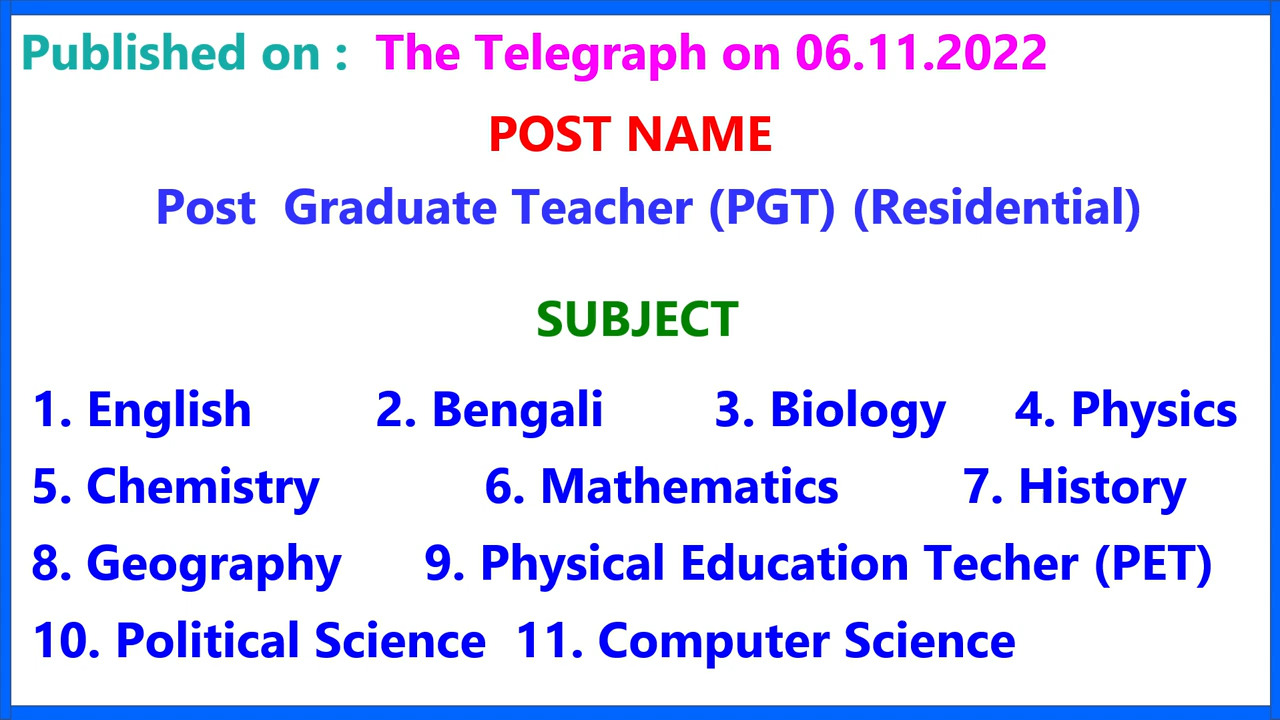 Published on : The Telegraph on 06.11.2022
POST NAME
Post Graduate Teacher (PGT) (Residential)
SUBJECT
1. English 2. Bengali 3. Biology 4. Physics
5. Chemistry 6. Mathematics 7. History
8. Geography 9. Physical Education Techer (PET)
10. Political Science 11. Computer Science